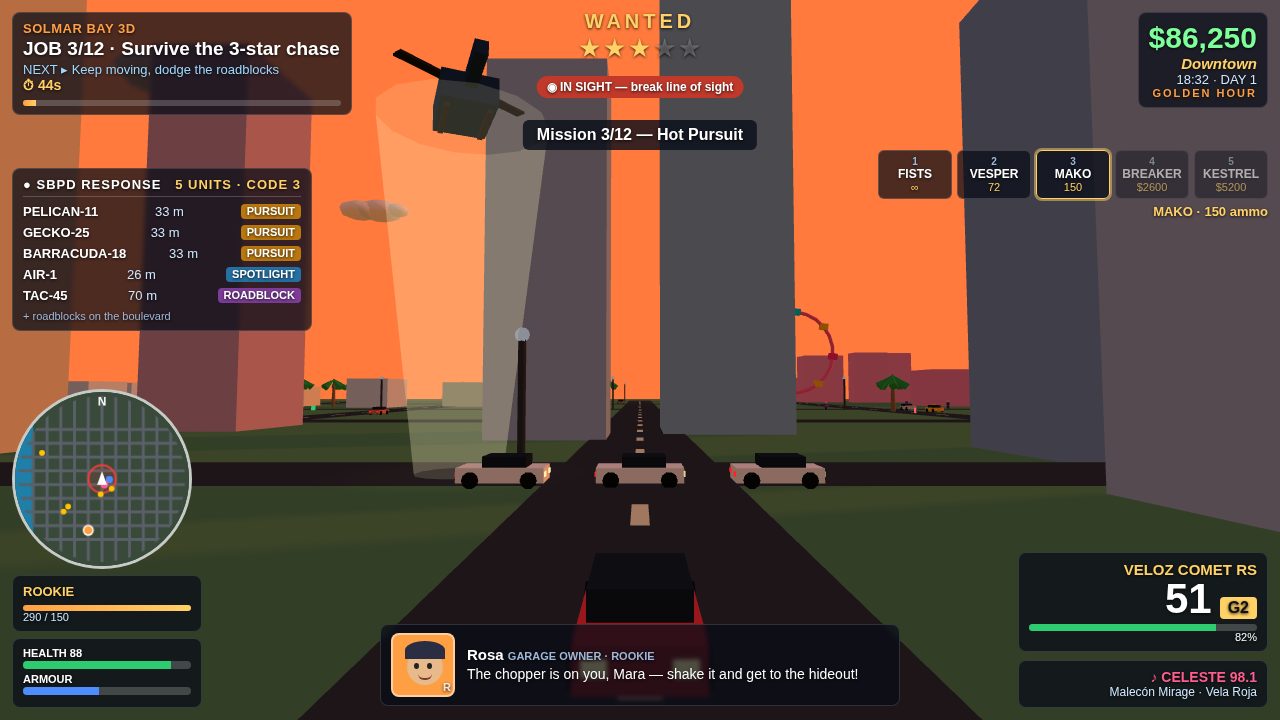 SOLMAR BAY 3D
JOB 3/12 · Survive the 3-star chase
NEXT ▸ Keep moving, dodge the roadblocks
⏱ 44s
WANTED
★★★★★
◉ IN SIGHT — break line of sight
Mission 3/12 — Hot Pursuit
$86,250
Downtown
18:32 · DAY 1
GOLDEN HOUR
1
FISTS
∞
2
VESPER
72
3
MAKO
150
4
BREAKER
$2600
5
KESTREL
$5200
MAKO · 150 ammo
● SBPD RESPONSE 5 UNITS · CODE 3
PELICAN-11 33 m PURSUIT
GECKO-25 33 m PURSUIT
BARRACUDA-18 33 m PURSUIT
AIR-1 26 m SPOTLIGHT
TAC-45 70 m ROADBLOCK
+ roadblocks on the boulevard
N
ROOKIE
290 / 150
HEALTH 88
ARMOUR
R
Rosa GARAGE OWNER · ROOKIE
The chopper is on you, Mara — shake it and get to the hideout!
VELOZ COMET RS
51 G2
82%
♪ CELESTE 98.1
Malecón Mirage · Vela Roja